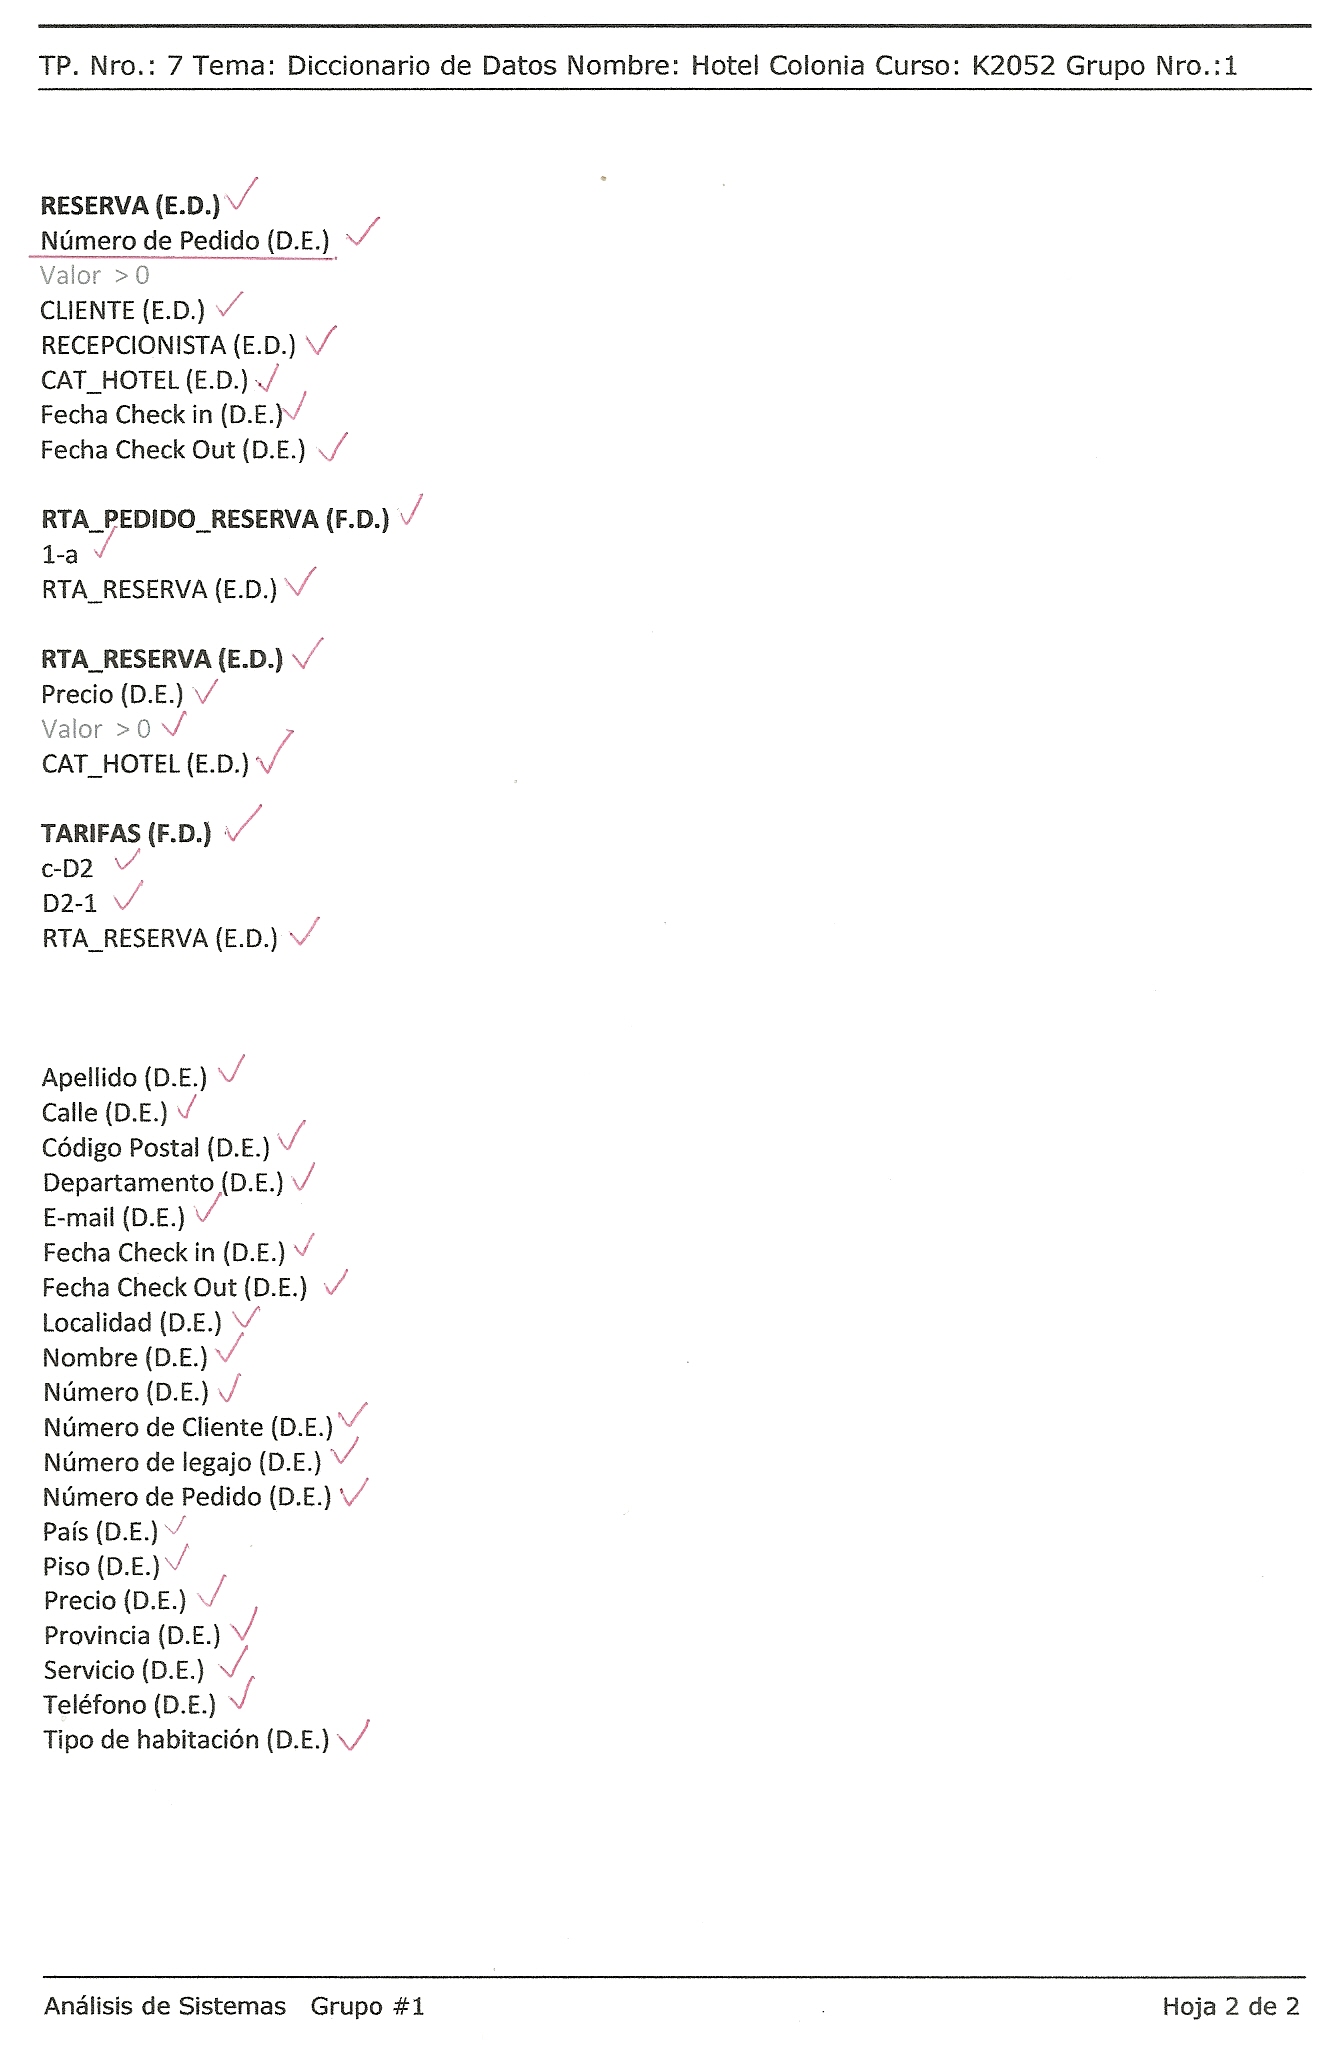 TP. Nro.: 7 Tema: Diccionario de Datos Nombre: Hotel Colonia Curso: K2052 Grupo Nro.:1
RESERVA (E.D.)
Número de Pedido (D.E.)
Valor > 0
CLIENTE (E.D.)
RECEPCIONISTA (E.D.)
CAT_HOTEL (E.D.)
Fecha Check in (D.E.)
Fecha Check Out (D.E.)
RTA_PEDIDO_RESERVA (F.D.)
1-a
RTA_RESERVA (E.D.)
RTA_RESERVA (E.D.)
Precio (D.E.)
Valor > 0
CAT_HOTEL (E.D.)
TARIFAS (F.D.)
c-D2
D2-1
RTA_RESERVA (E.D.)
Apellido (D.E.)
Calle (D.E.)
Código Postal (D.E.)
Departamento (D.E.)
E-mail (D.E.)
Fecha Check in (D.E.)
Fecha Check Out (D.E.)
Localidad (D.E.)
Nombre (D.E.)
Número (D.E.)
Número de Cliente (D.E.)
Número de legajo (D.E.)
Número de Pedido (D.E.)
País (D.E.)
Piso (D.E.)
Precio (D.E.)
Provincia (D.E.)
Servicio (D.E.)
Teléfono (D.E.)
Tipo de habitación (D.E.)
Análisis de Sistemas Grupo #1
Hoja 2 de 2